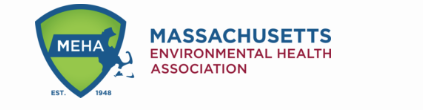 MEHA
EST. 1948
MASSACHUSETTS
ENVIRONMENTAL HEALTH
ASSOCIATION